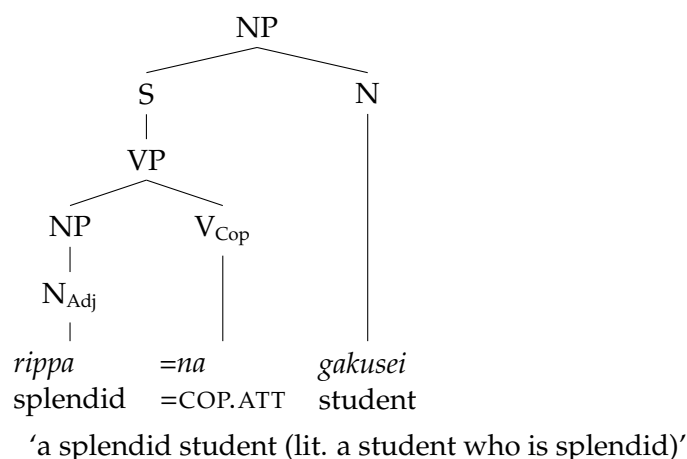 NP
S N
VP
NP V_Cop
N_Adj
rippa =na gakusei
splendid =COP.ATT student
‘a splendid student (lit. a student who is splendid)’